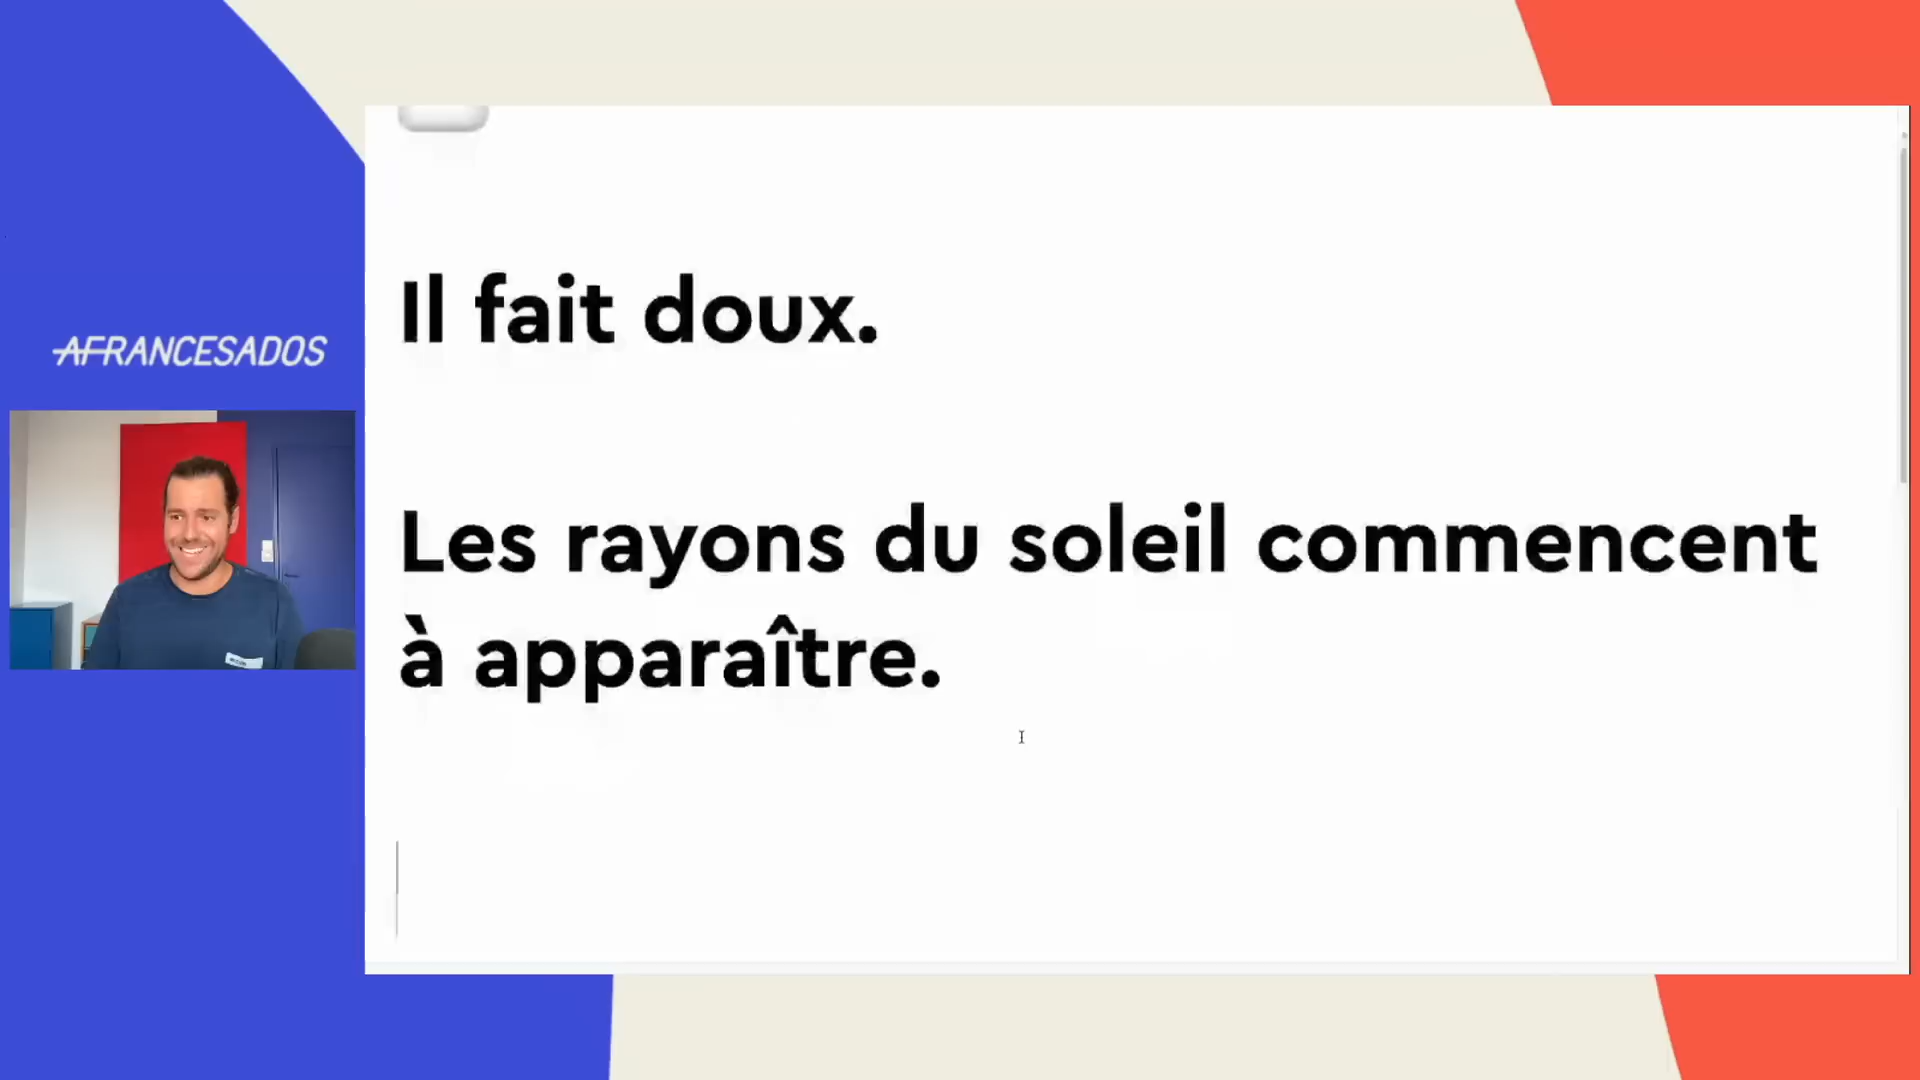 AFRANCESADOS
Il fait doux.
Les rayons du soleil commencent
à apparaître.